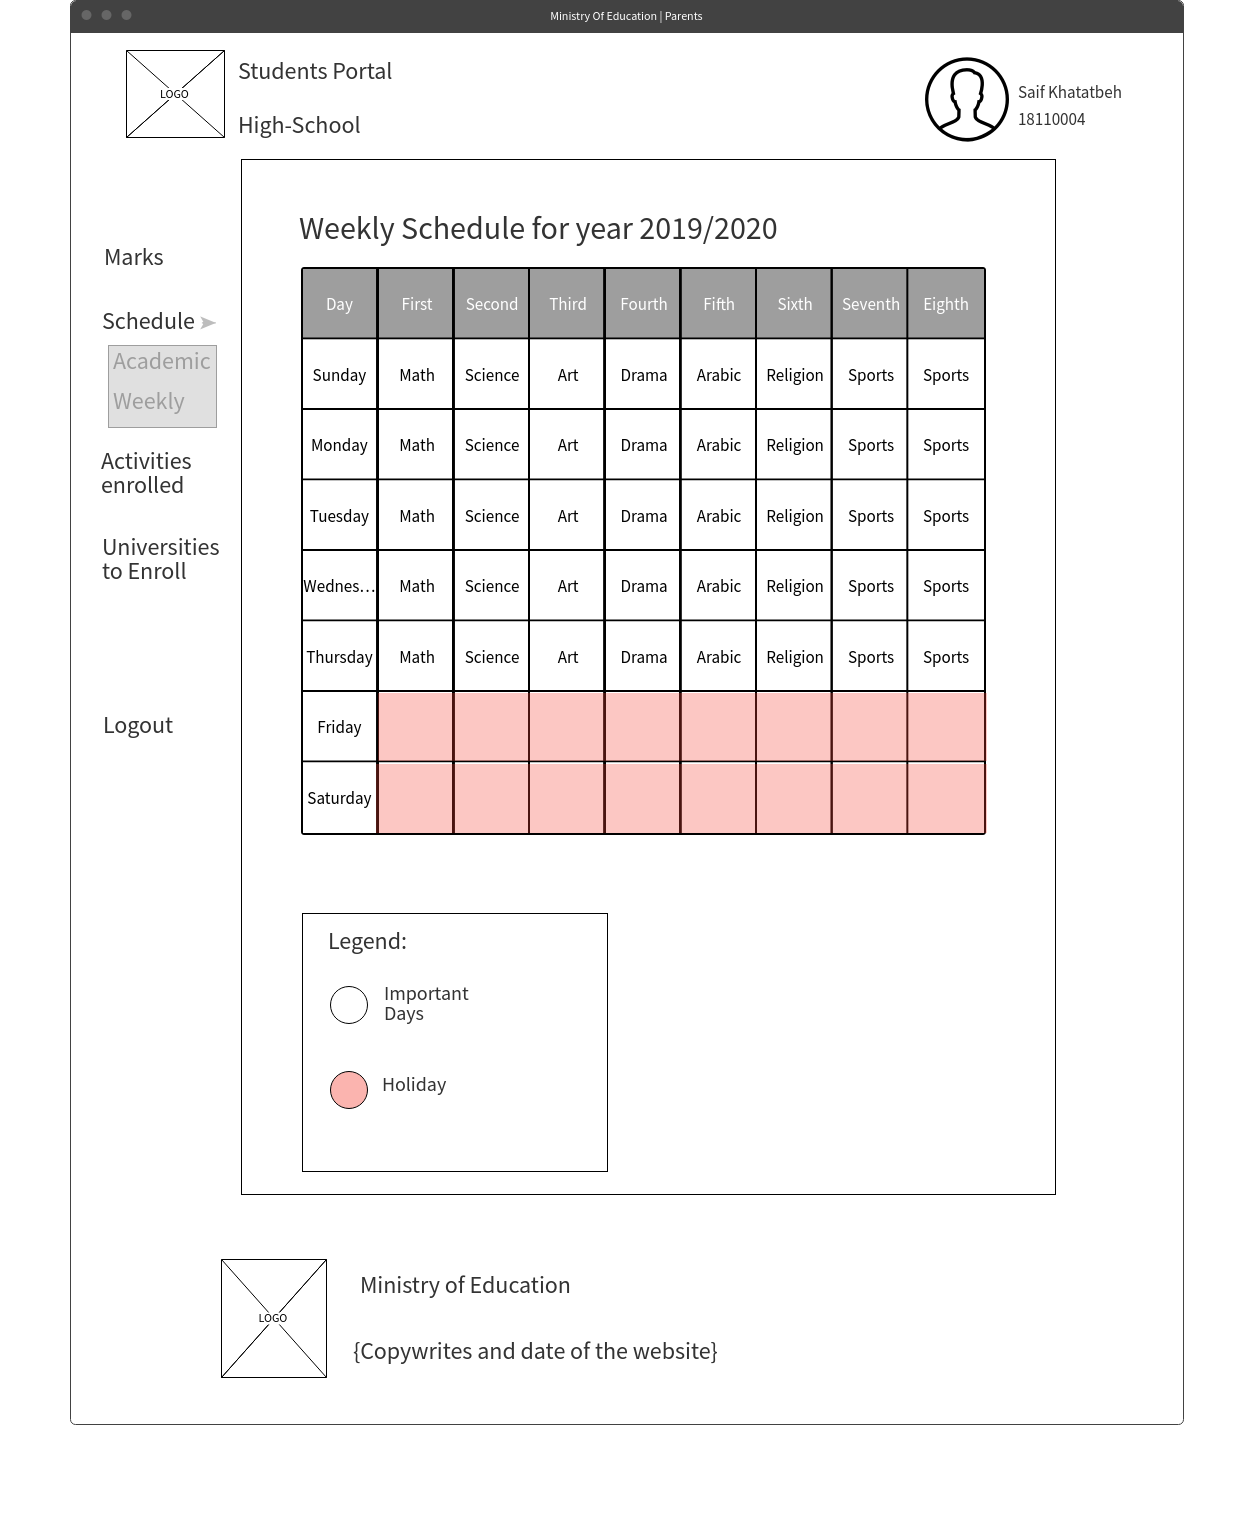 Ministry Of Education | Parents
LOGO
Students Portal
High-School
Saif Khatatbeh
18110004
Marks
Schedule
Academic
Weekly
Activities
enrolled
Universities
to Enroll
Logout
Weekly Schedule for year 2019/2020
Day First Second Third Fourth Fifth Sixth Seventh Eighth
Sunday Math Science Art Drama Arabic Religion Sports Sports
Monday Math Science Art Drama Arabic Religion Sports Sports
Tuesday Math Science Art Drama Arabic Religion Sports Sports
Wednes… Math Science Art Drama Arabic Religion Sports Sports
Thursday Math Science Art Drama Arabic Religion Sports Sports
Friday
Saturday
Legend:
Important
Days
Holiday
LOGO
Ministry of Education
{Copywrites and date of the website}